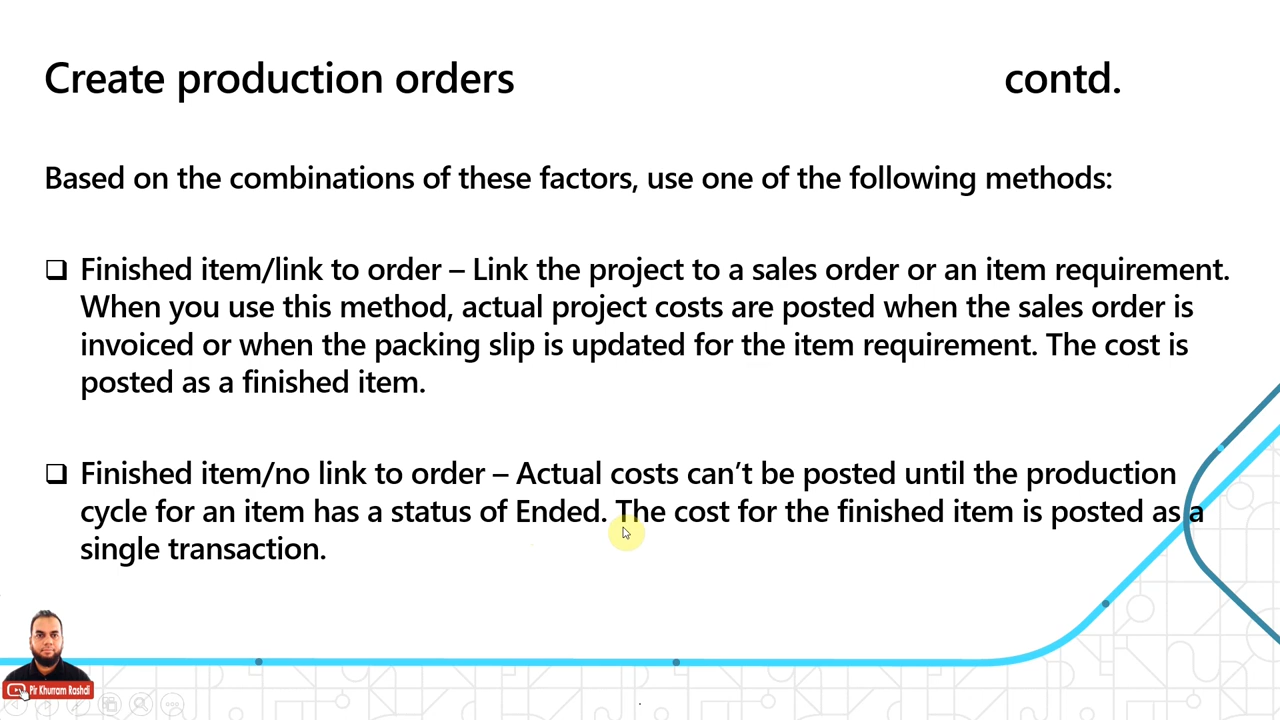 Create production orders contd.
Based on the combinations of these factors, use one of the following methods:
❑ Finished item/link to order – Link the project to a sales order or an item requirement.
When you use this method, actual project costs are posted when the sales order is
invoiced or when the packing slip is updated for the item requirement. The cost is
posted as a finished item.
❑ Finished item/no link to order – Actual costs can’t be posted until the production
cycle for an item has a status of Ended. The cost for the finished item is posted as a
single transaction.
Pir Khurram Rashdi